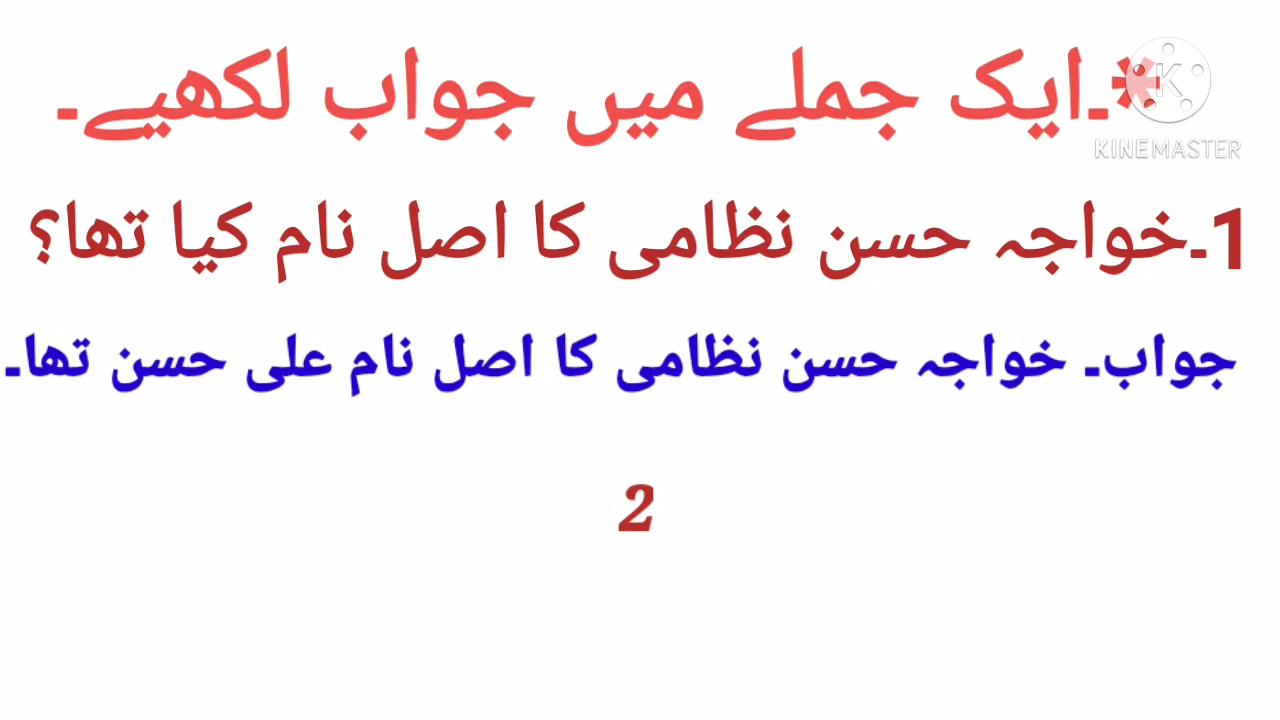 *۔ایک جملے میں جواب لکھیے۔
KINEMASTER
1۔خواجہ حسن نظامی کا اصل نام کیا تھا؟
جواب۔ خواجہ حسن نظامی کا اصل نام علی حسن تھا۔
2